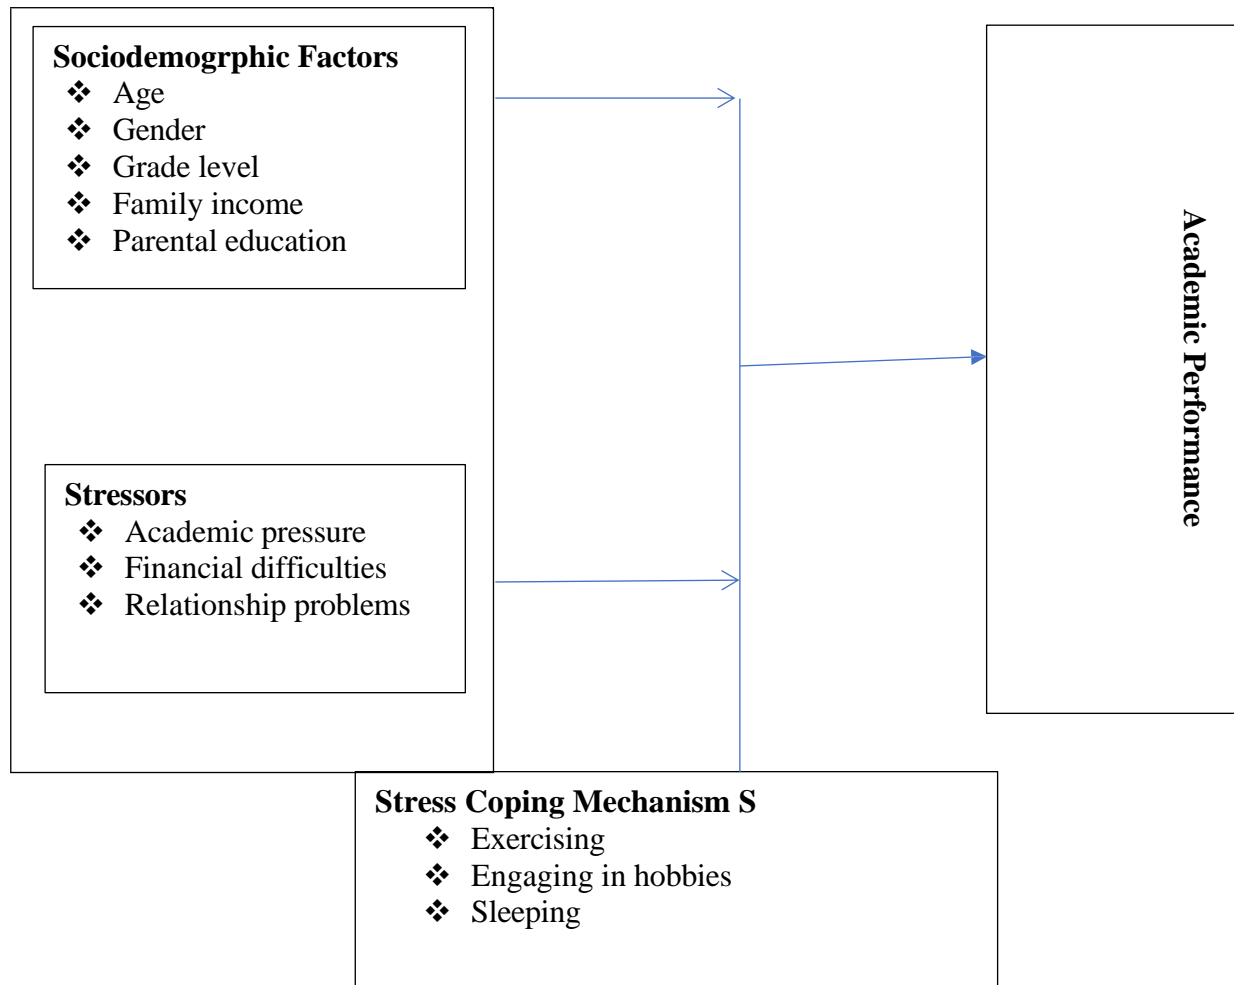 Sociodemogrphic Factors
❖ Age
❖ Gender
❖ Grade level
❖ Family income
❖ Parental education
Stressors
❖ Academic pressure
❖ Financial difficulties
❖ Relationship problems
Academic Performance
Stress Coping Mechanism S
❖ Exercising
❖ Engaging in hobbies
❖ Sleeping